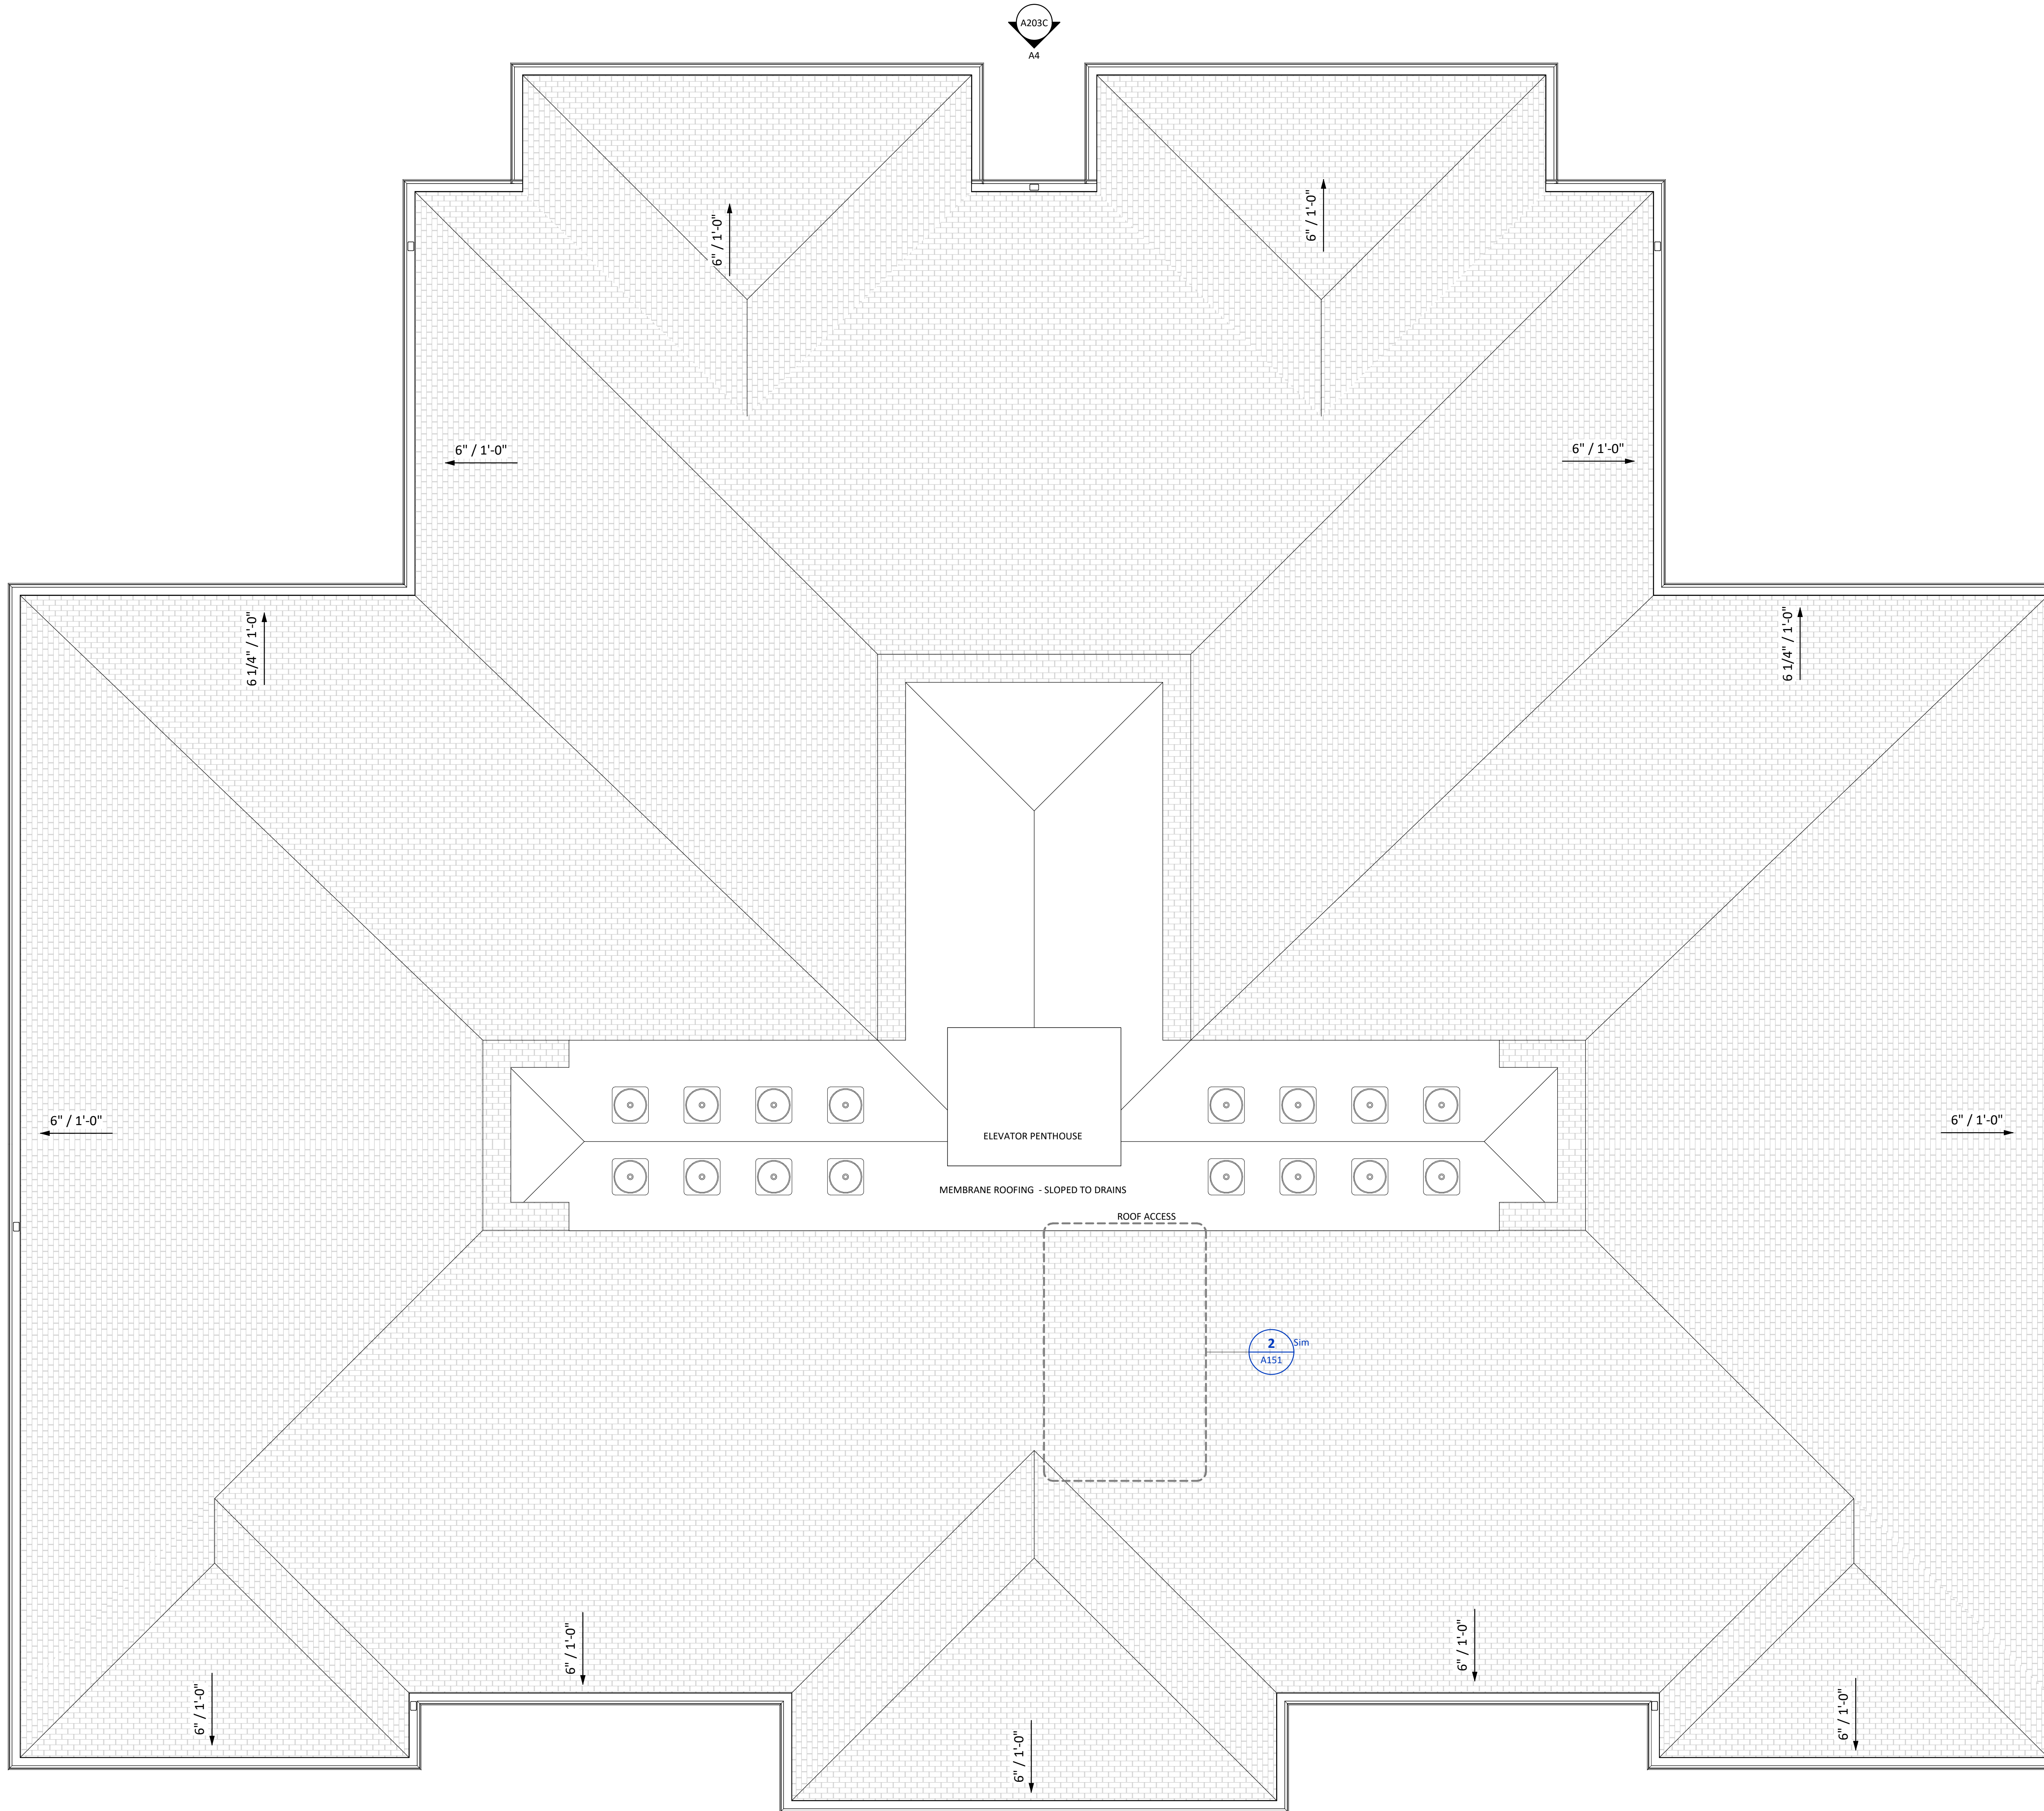 A203C
A4
6" / 1'-0"
6" / 1'-0"
6" / 1'-0"
6" / 1'-0"
6 1/4" / 1'-0"
6 1/4" / 1'-0"
6" / 1'-0"
6" / 1'-0"
ELEVATOR PENTHOUSE
MEMBRANE ROOFING - SLOPED TO DRAINS
ROOF ACCESS
2
Sim
A151
6" / 1'-0"
6" / 1'-0"
6" / 1'-0"
6" / 1'-0"
6" / 1'-0"